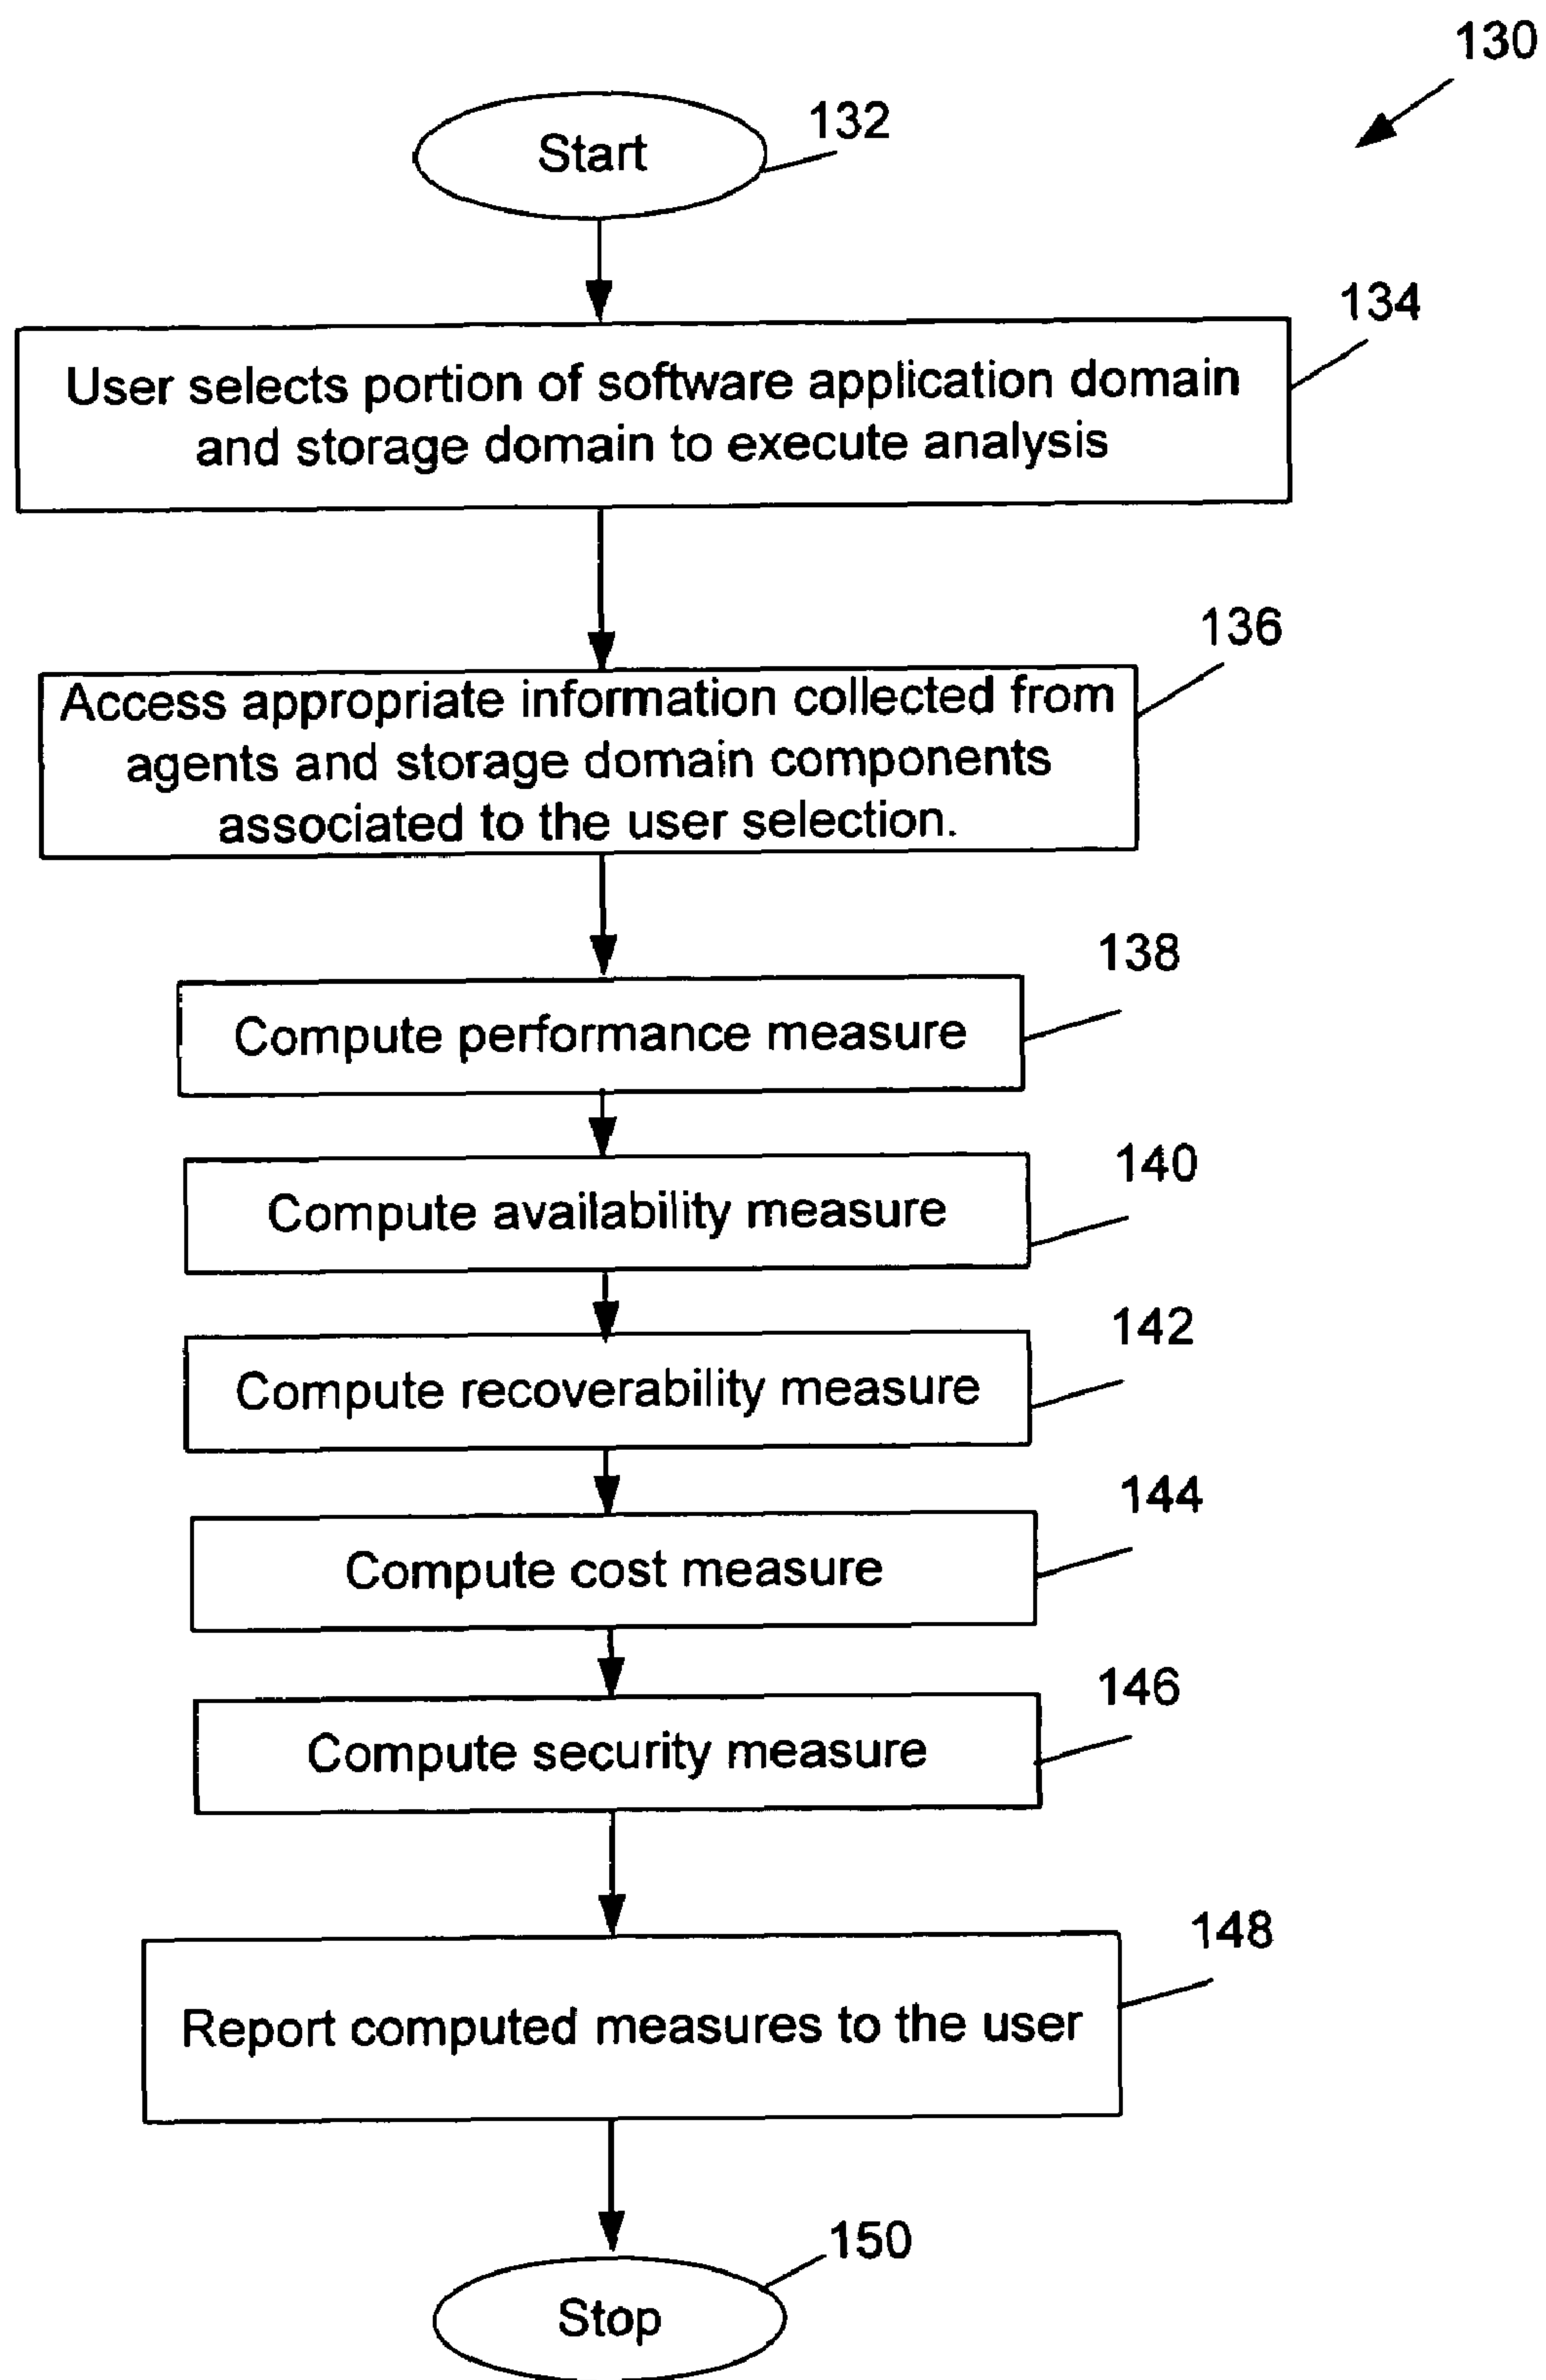 130
Start
132
134
User selects portion of software application domain
and storage domain to execute analysis
136
Access appropriate information collected from
agents and storage domain components
associated to the user selection.
138
Compute performance measure
140
Compute availability measure
142
Compute recoverability measure
144
Compute cost measure
146
Compute security measure
148
Report computed measures to the user
150
Stop